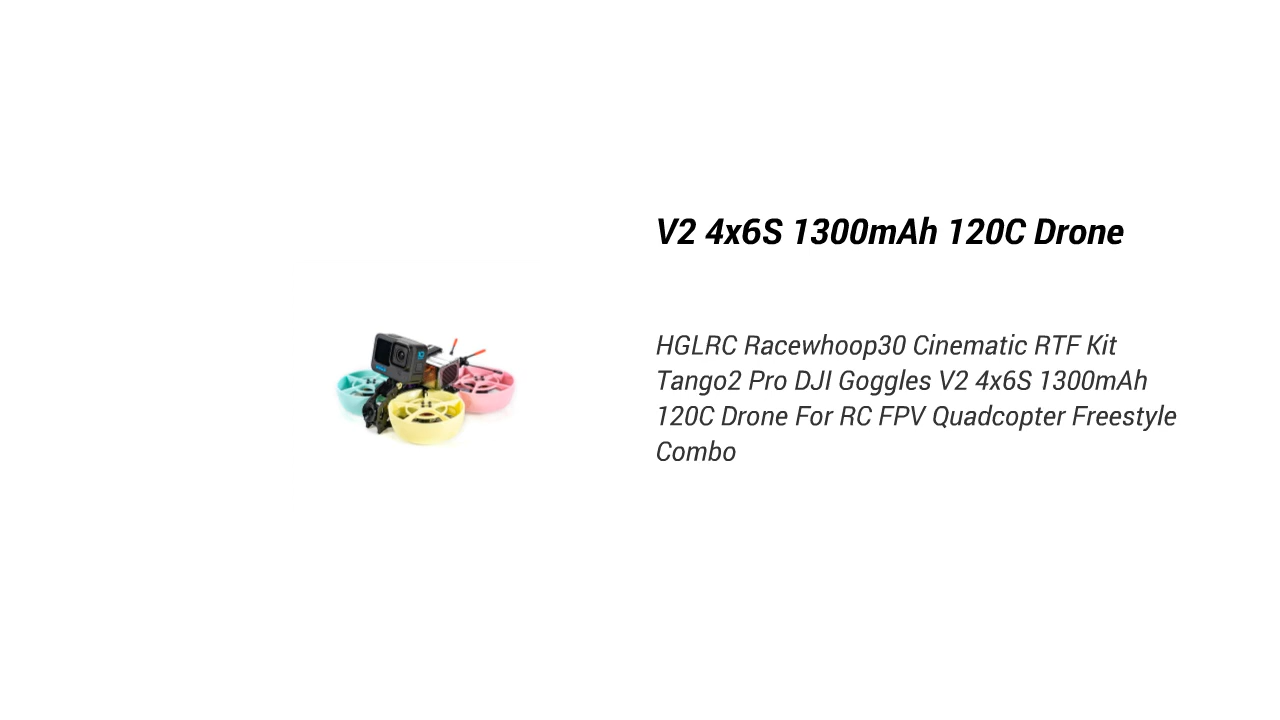 V2 4x6S 1300mAh 120C Drone
HGLRC Racewhoop30 Cinematic RTF Kit
Tango2 Pro DJI Goggles V2 4x6S 1300mAh
120C Drone For RC FPV Quadcopter Freestyle
Combo